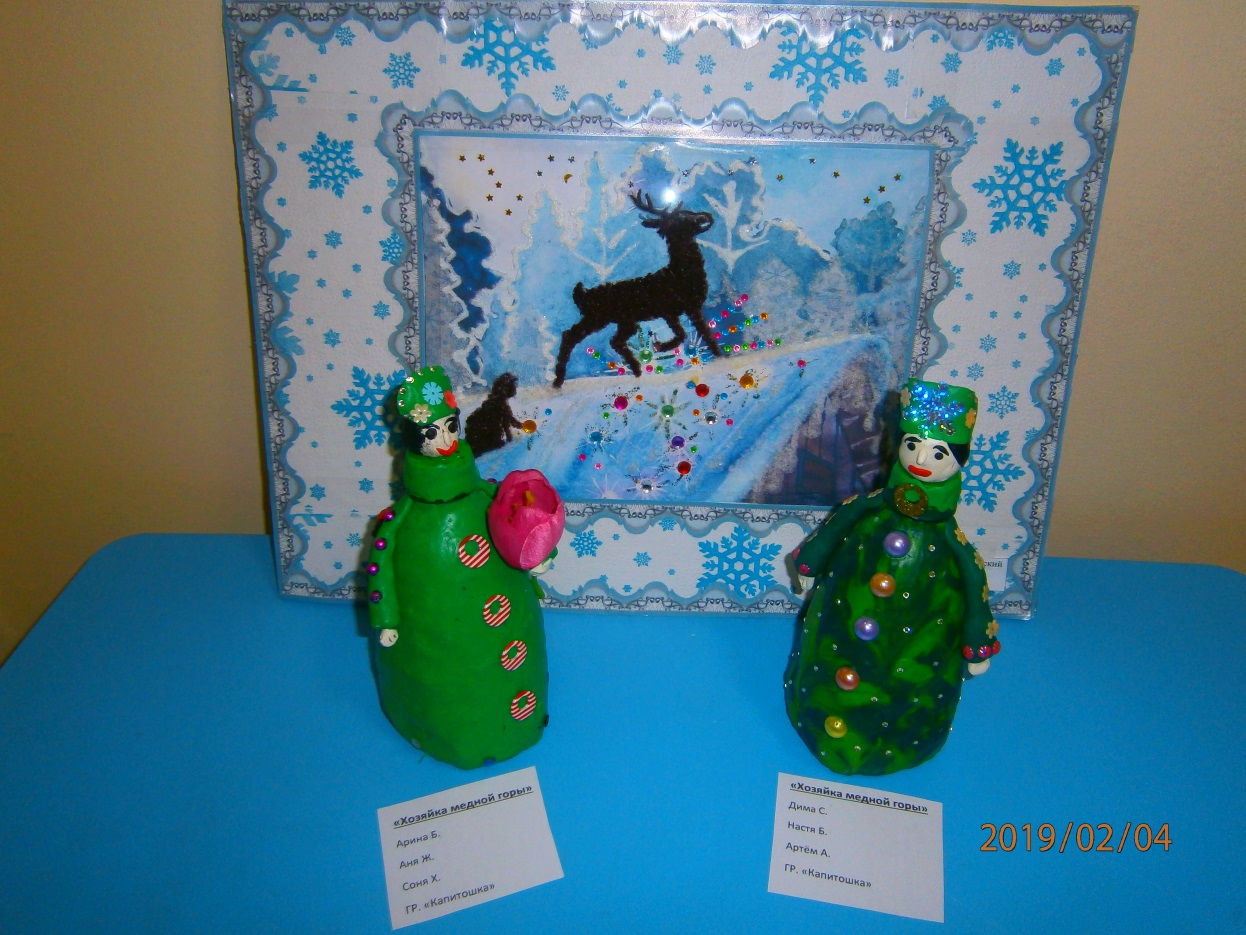 ский
«Хозяйка медной горы»
Арина Б.
Аня Ж.
Соня Х.
ГР. «Капитошка»
«Хозяйка медной горы»
Дима С.
Настя Б.
Артём А.
ГР. «Капитошка»
2019/02/04